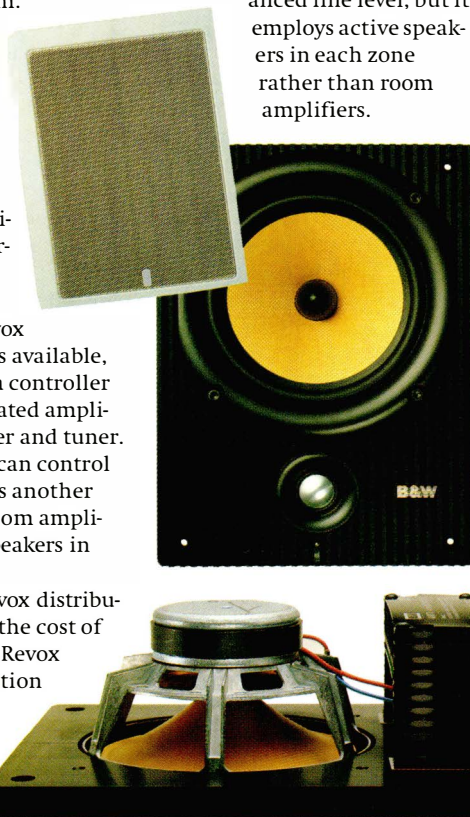 anced line level, but it
employs active speak-
ers in each zone
rather than room
amplifiers.
s available,
controller
ated ampli-
er and tuner.
can control
s another
om ampli-
eakers in
vox distribu-
the cost of
Revox
tion
B&W